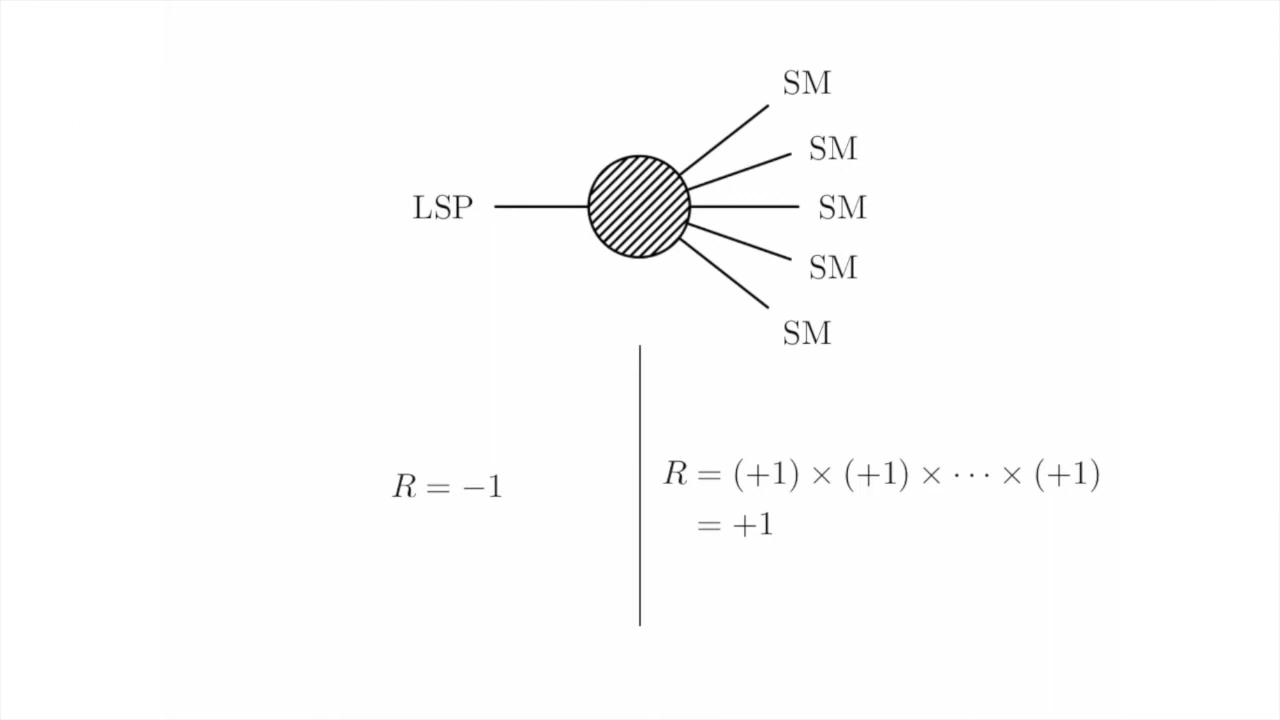 SM
SM
LSP
SM
SM
SM
R = −1
R = (+1) × (+1) × ⋯ × (+1)
= +1